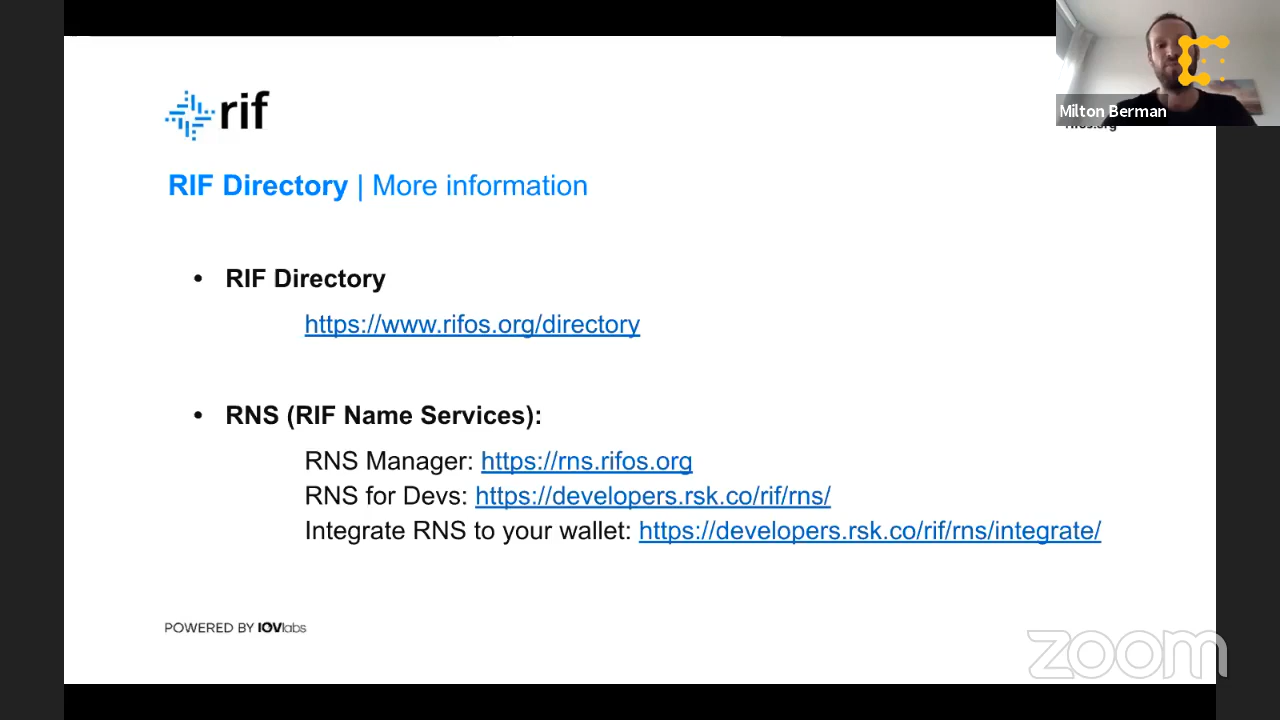 rif
Milton Berman
rifos.org
RIF Directory | More information
• RIF Directory
https://www.rifos.org/directory
• RNS (RIF Name Services):
RNS Manager: https://rns.rifos.org
RNS for Devs: https://developers.rsk.co/rif/rns/
Integrate RNS to your wallet: https://developers.rsk.co/rif/rns/integrate/
POWERED BY IOVlabs
zoom